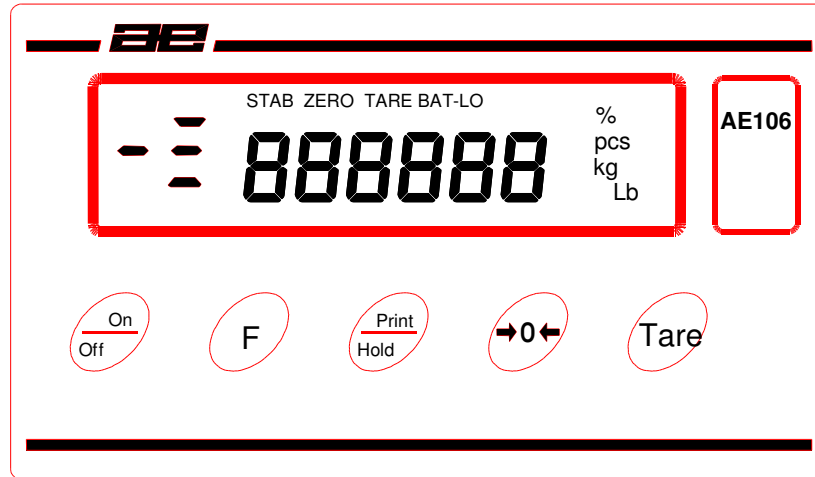 ae
STAB ZERO TARE BAT-LO
888888
%
pcs
kg
Lb
AE106
On
Off
F
Print
Hold
→0←
Tare